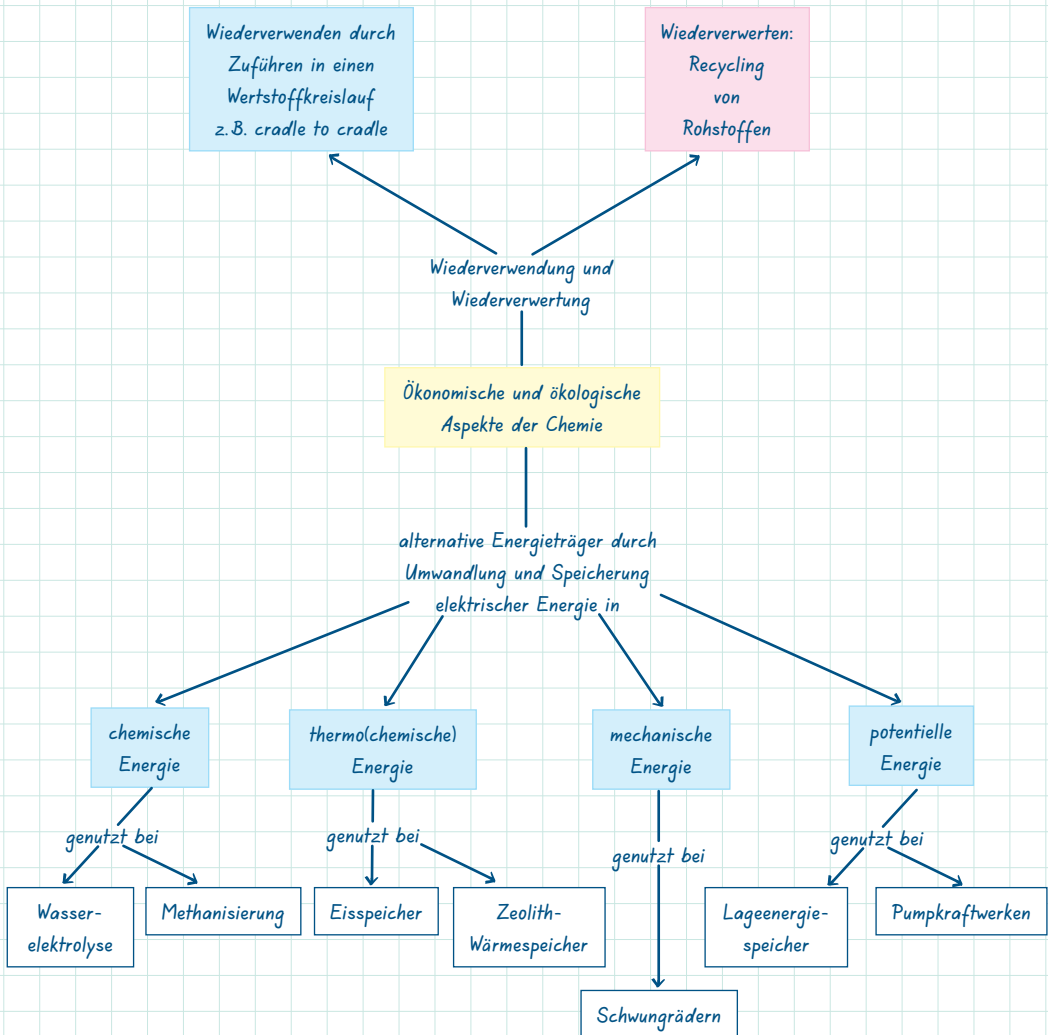 Wiederverwenden durch
Zuführen in einen
Wertstoffkreislauf
z.B. cradle to cradle
Wiederverwerten:
Recycling
von
Rohstoffen
Wiederverwendung und
Wiederverwertung
Ökonomische und ökologische
Aspekte der Chemie
alternative Energieträger durch
Umwandlung und Speicherung
elektrischer Energie in
chemische
Energie
thermo(chemische)
Energie
mechanische
Energie
potentielle
Energie
genutzt bei
genutzt bei
genutzt bei
genutzt bei
Wasser-
elektrolyse
Methanisierung
Eisspeicher
Zeolith-
Wärmespeicher
Lageenergie-
speicher
Pumpkraftwerken
Schwungrädern